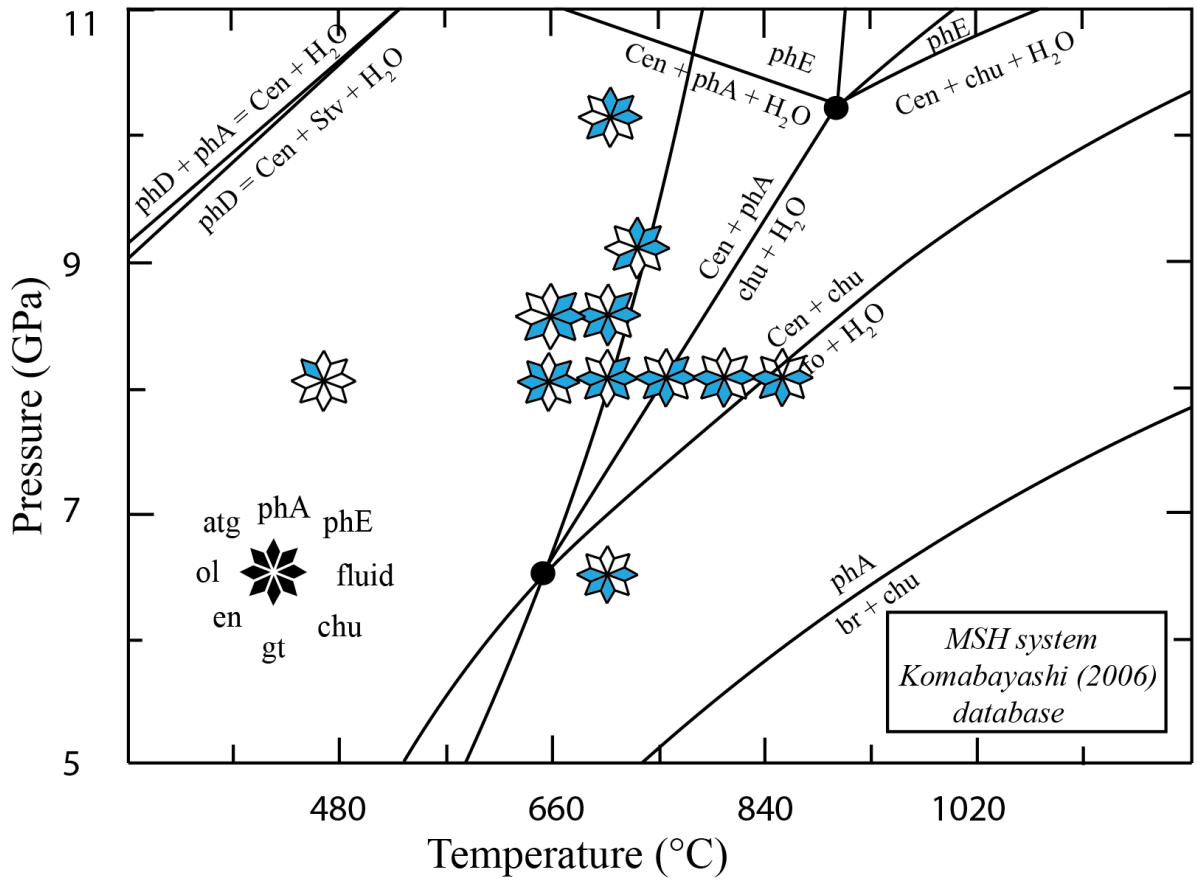 11
9
7
5
Pressure (GPa)
480
660
840
1020
Temperature (°C)
phD + phA = Cen + H₂O
phD = Cen + Stv + H₂O
Cen + phA + H₂O
phE
phE
Cen + chu + H₂O
Cen + phA
chu + H₂O
Cen + chu
fo + H₂O
phA
br + chu
atg
phA
phE
ol
fluid
en
gt
chu
MSH system
Komabayashi (2006)
database